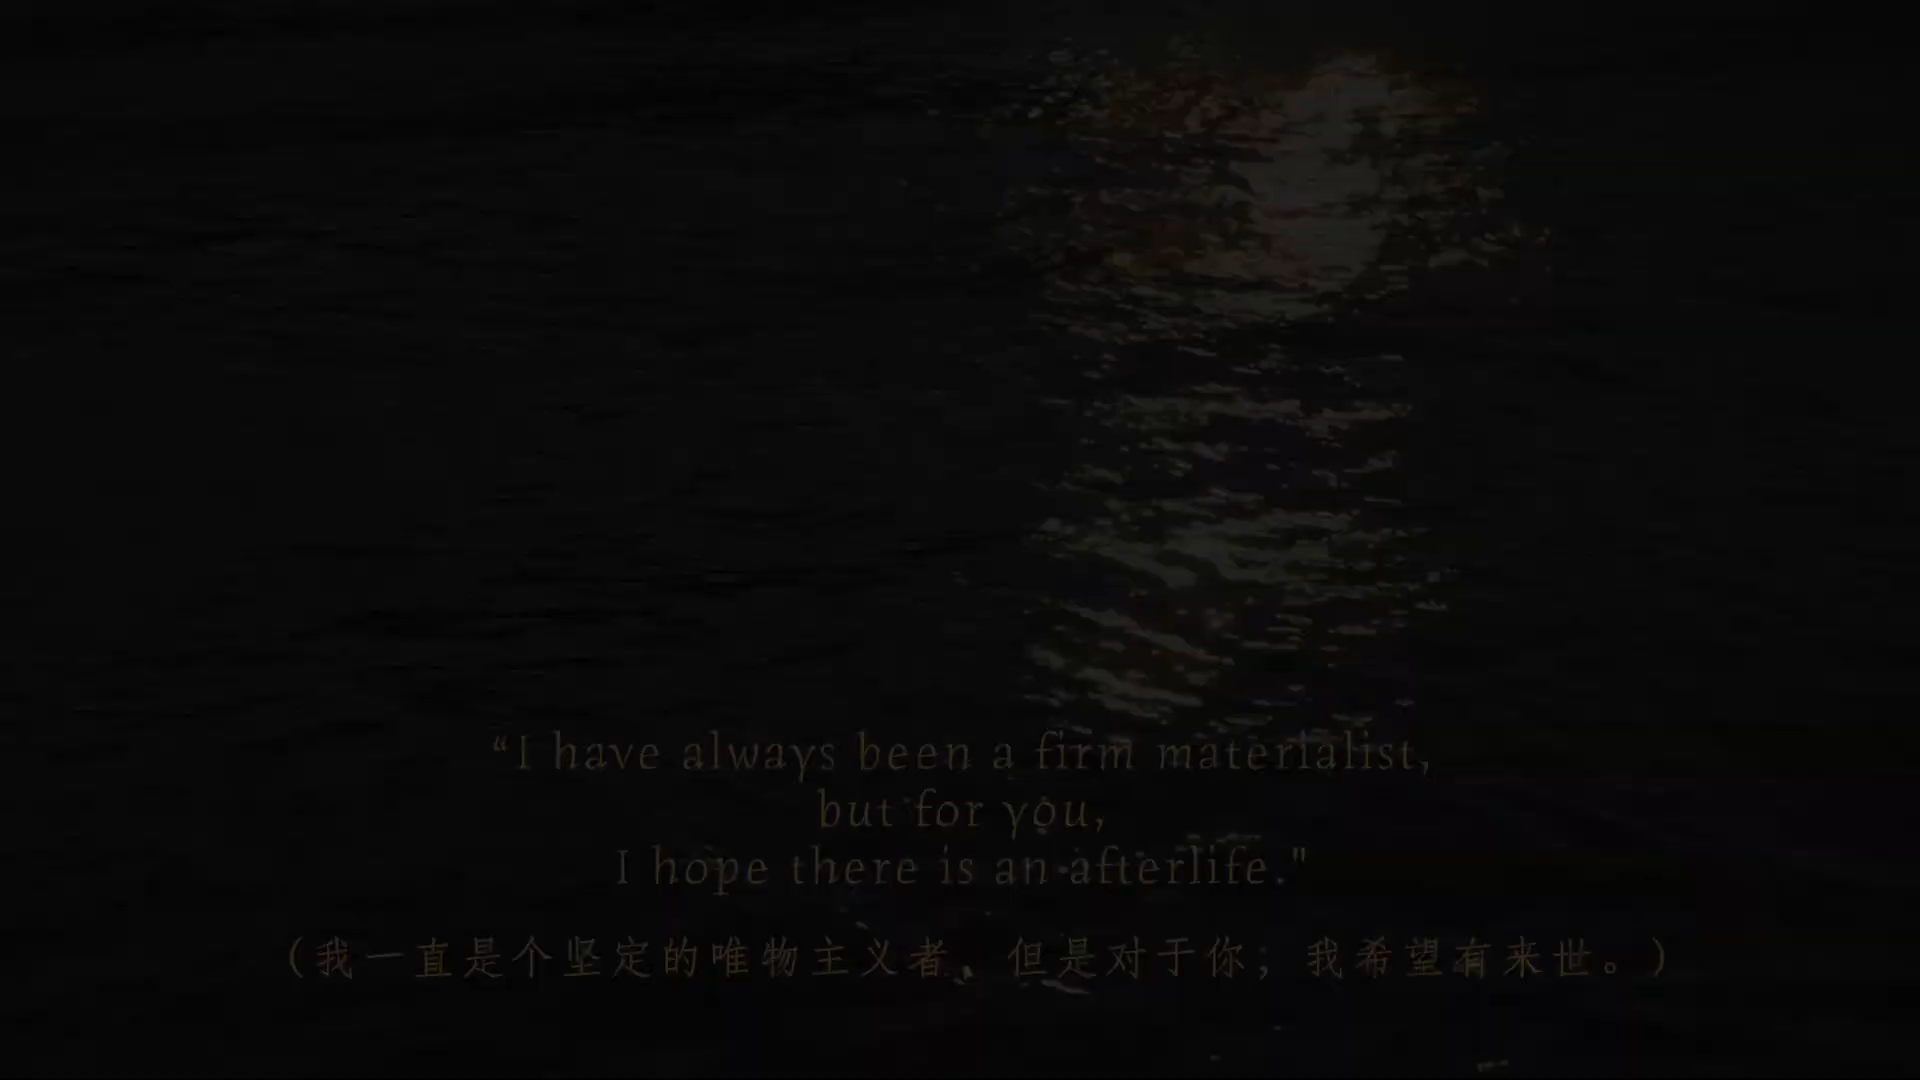 “I have always been a firm materialist,
but for you,
I hope there is an afterlife."
（我一直是个坚定的唯物主义者、但是对于你；我希望有来世。）